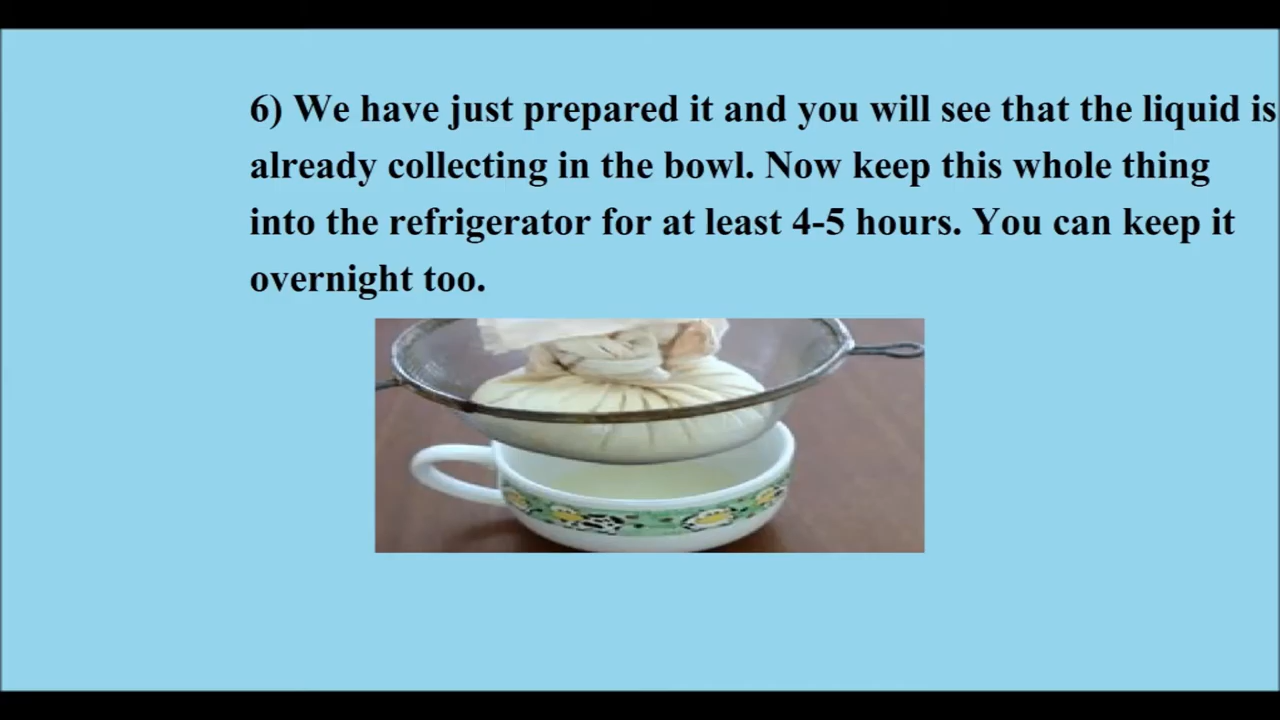 6) We have just prepared it and you will see that the liquid is
already collecting in the bowl. Now keep this whole thing
into the refrigerator for at least 4-5 hours. You can keep it
overnight too.